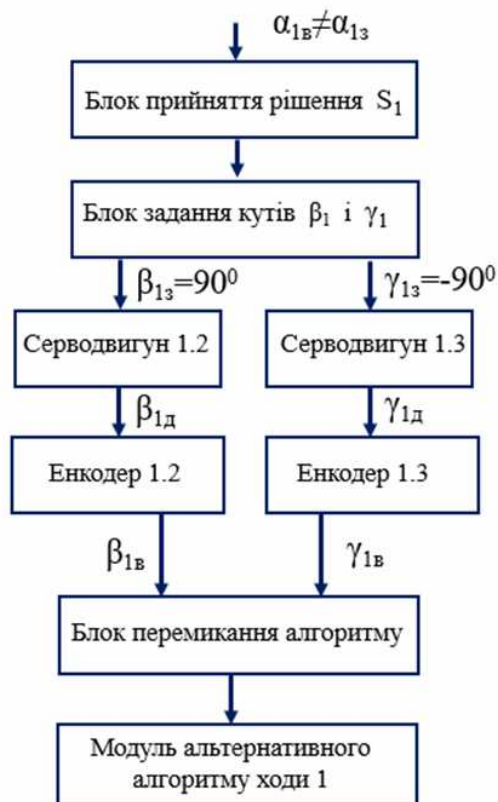 α₁в≠α₁з
Блок прийняття рішення S₁
Блок задання кутів β₁ і γ₁
β₁з=90⁰
γ₁з=-90⁰
Серводвигун 1.2
Серводвигун 1.3
β₁д
γ₁д
Енкодер 1.2
Енкодер 1.3
β₁в
γ₁в
Блок перемикання алгоритму
Модуль альтернативного
алгоритму ходи 1